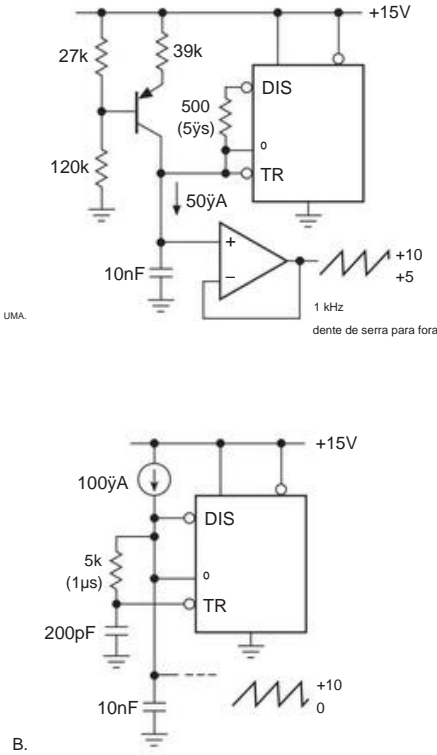 +15V
27k
39k
DIS
500
(5ÿs)
º
TR
120k
50ÿA
+
10nF
−
+10
+5
1 kHz
UMA.
dente de serra para fora
+15V
100ÿA
DIS
5k
(1µs)
º
TR
200pF
+10
0
10nF
B.